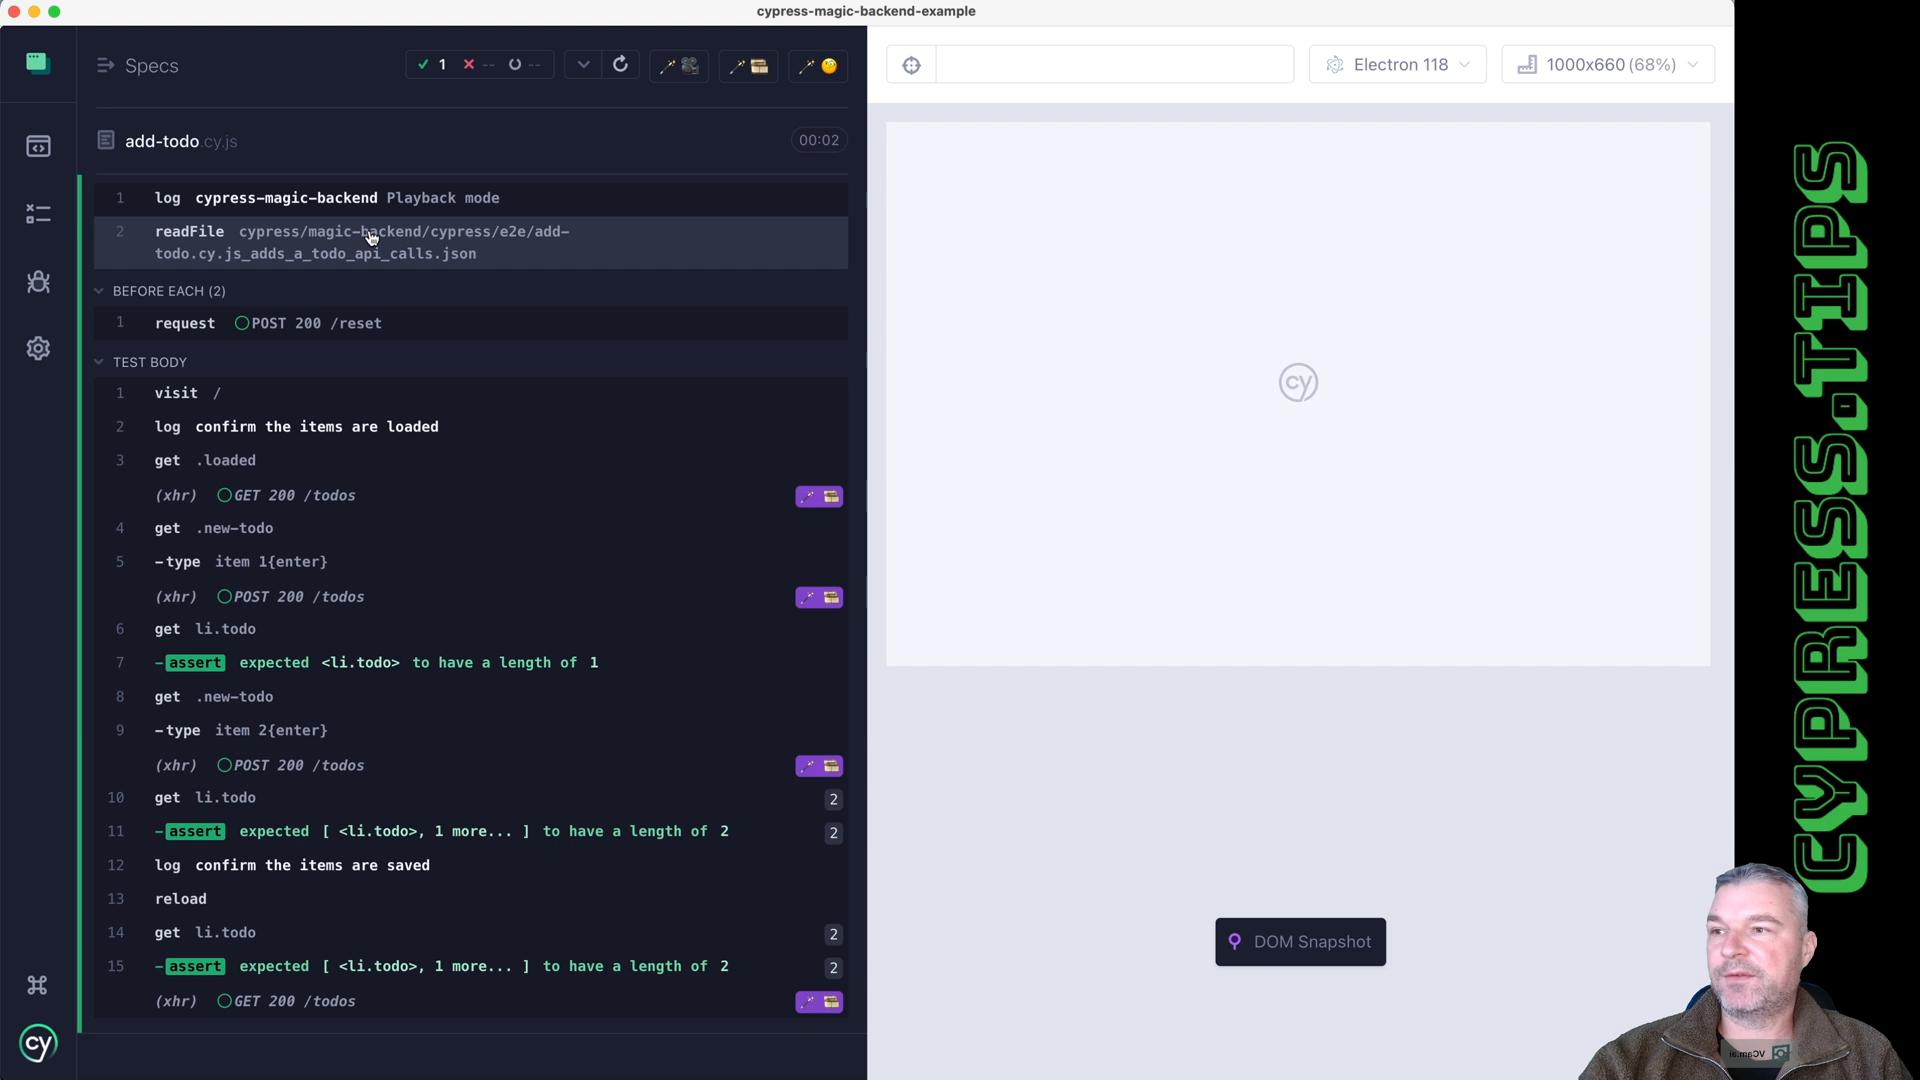 cypress-magic-backend-example
Specs
1
--
--
Electron 118
1000x660 (68%)
add-todo.cy.js
00:02
1 log cypress-magic-backend Playback mode
2 readFile cypress/magic-backend/cypress/e2e/add-
todo.cy.js_adds_a_todo_api_calls.json
BEFORE EACH (2)
1 request POST 200 /reset
TEST BODY
1 visit /
2 log confirm the items are loaded
3 get .loaded
(xhr) GET 200 /todos
4 get .new-todo
5 -type item 1{enter}
(xhr) POST 200 /todos
6 get li.todo
7 -assert expected <li.todo> to have a length of 1
8 get .new-todo
9 -type item 2{enter}
(xhr) POST 200 /todos
10 get li.todo 2
11 -assert expected [ <li.todo>, 1 more... ] to have a length of 2 2
12 log confirm the items are saved
13 reload
14 get li.todo 2
15 -assert expected [ <li.todo>, 1 more... ] to have a length of 2 2
(xhr) GET 200 /todos
cy
cy
DOM Snapshot
CYPRESS.TIPS
VCam.ai